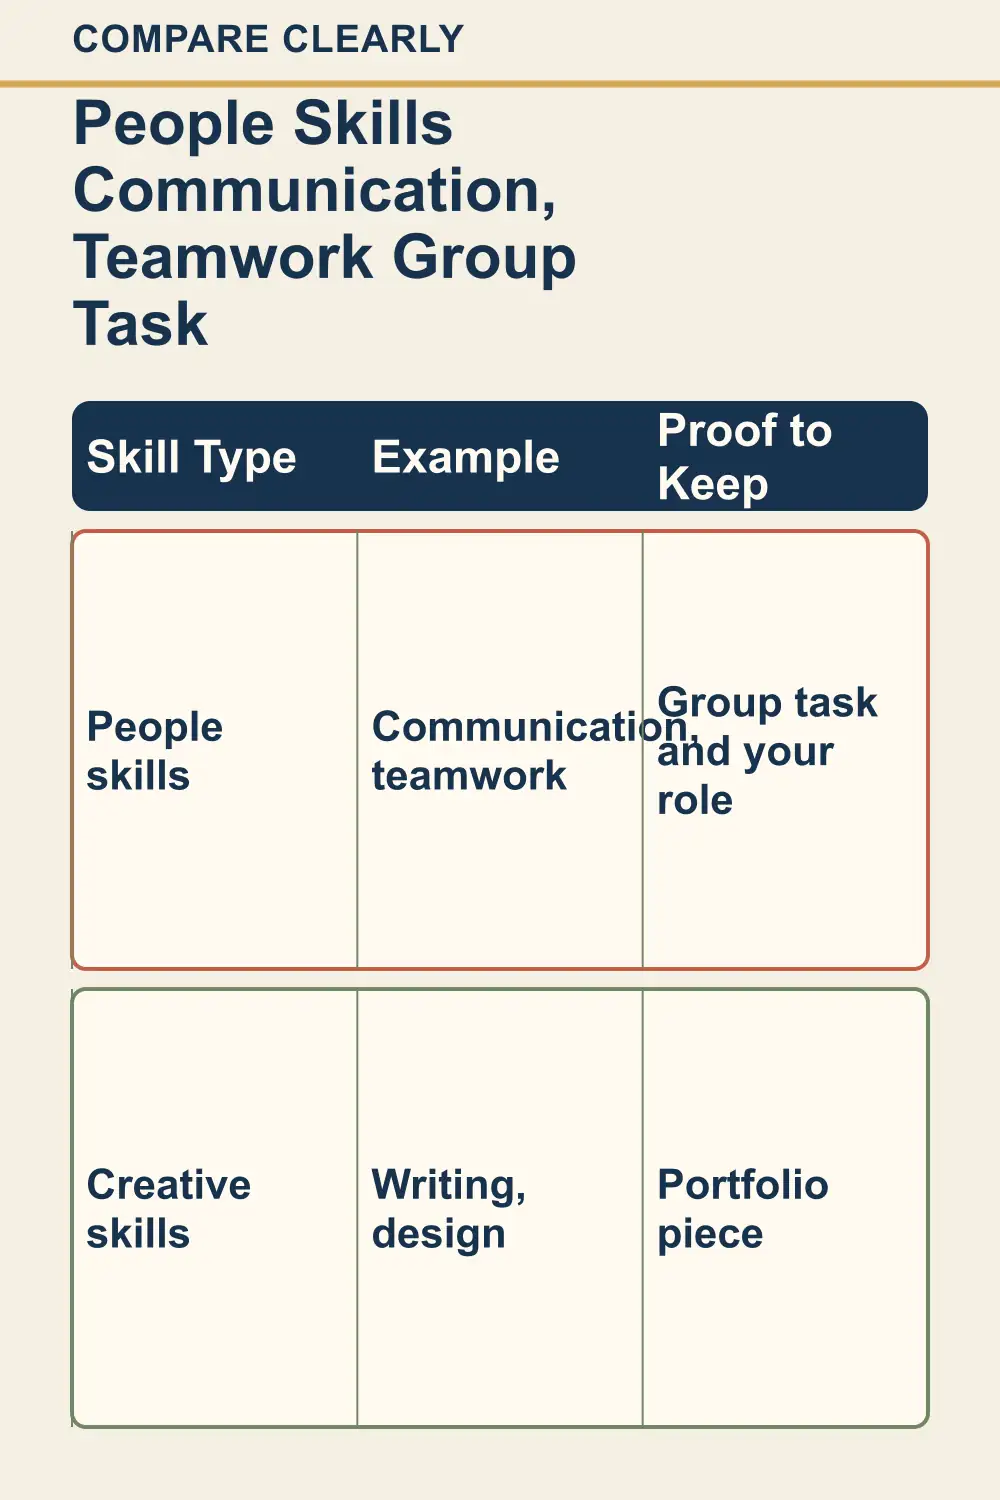 COMPARE CLEARLY
People Skills
Communication,
Teamwork Group
Task
Skill Type
Example
Proof to
Keep
People
skills
Communication,
teamwork
Group task
and your
role
Creative
skills
Writing,
design
Portfolio
piece